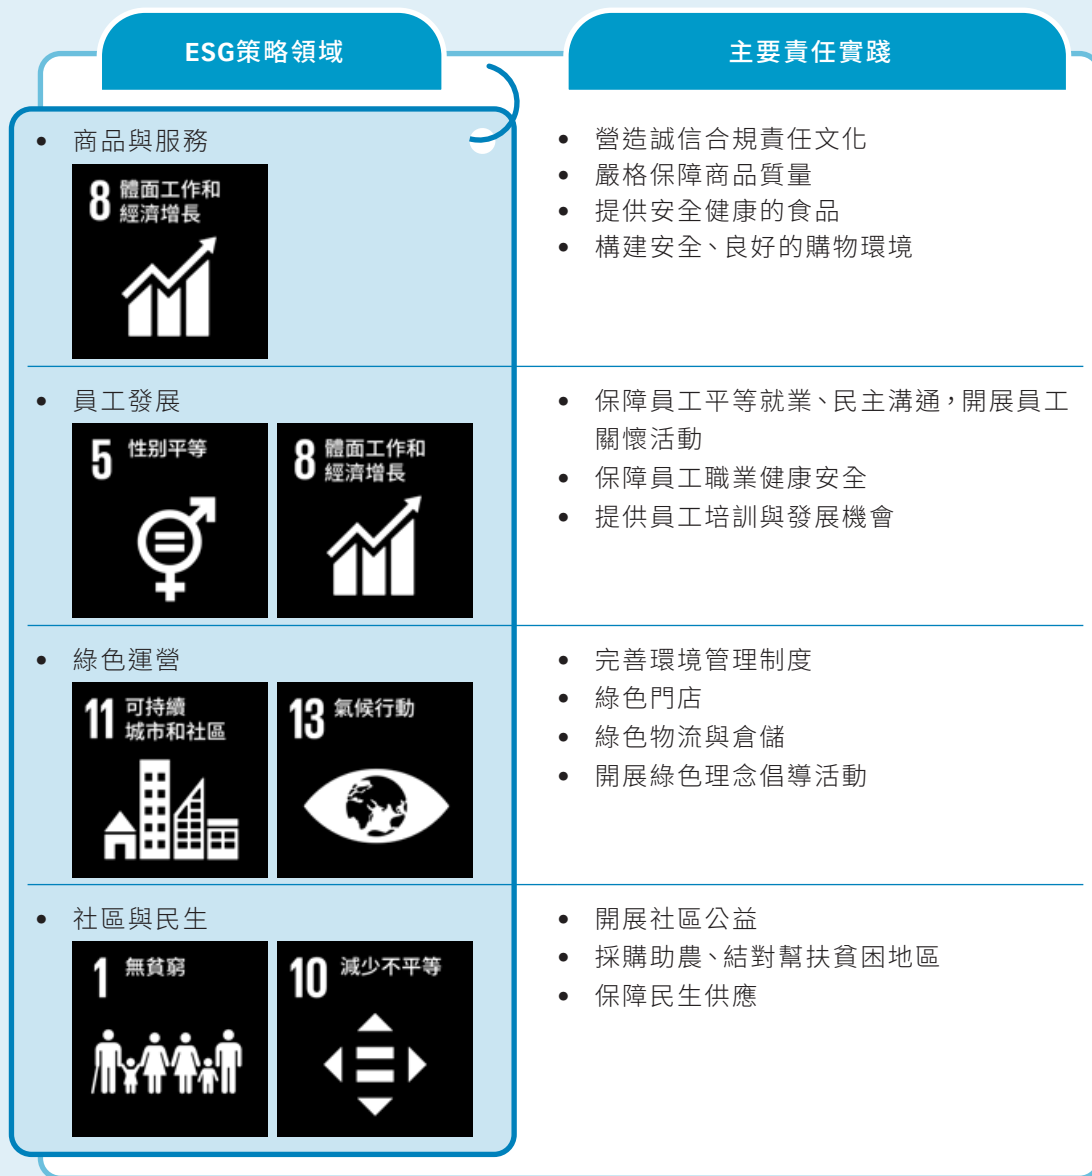 ESG策略領域
主要責任實踐
• 商品與服務
8 體面工作和
經濟增長
• 營造誠信合規責任文化
• 嚴格保障商品質量
• 提供安全健康的食品
• 構建安全、良好的購物環境
• 員工發展
5 性別平等
8 體面工作和
經濟增長
• 保障員工平等就業、民主溝通，開展員工
關懷活動
• 保障員工職業健康安全
• 提供員工培訓與發展機會
• 綠色運營
11 可持續
城市和社區
13 氣候行動
• 完善環境管理制度
• 綠色門店
• 綠色物流與倉儲
• 開展綠色理念倡導活動
• 社區與民生
1 無貧窮
10 減少不平等
• 開展社區公益
• 採購助農、結對幫扶貧困地區
• 保障民生供應